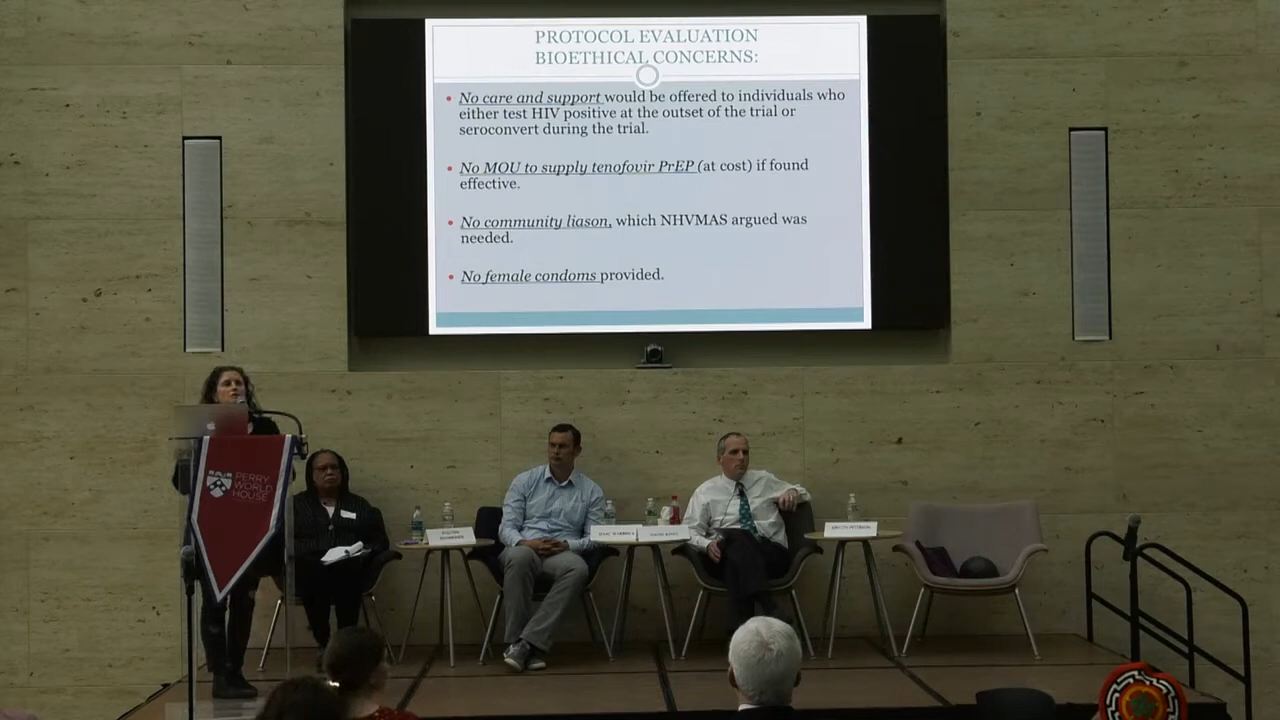 PROTOCOL EVALUATION
BIOETHICAL CONCERNS:
• No care and support would be offered to individuals who
either test HIV positive at the outset of the trial or
seroconvert during the trial.
• No MOU to supply tenofovir PrEP (at cost) if found
effective.
• No community liason, which NHVMAS argued was
needed.
• No female condoms provided.
PERRY
WORLD
HOUSE